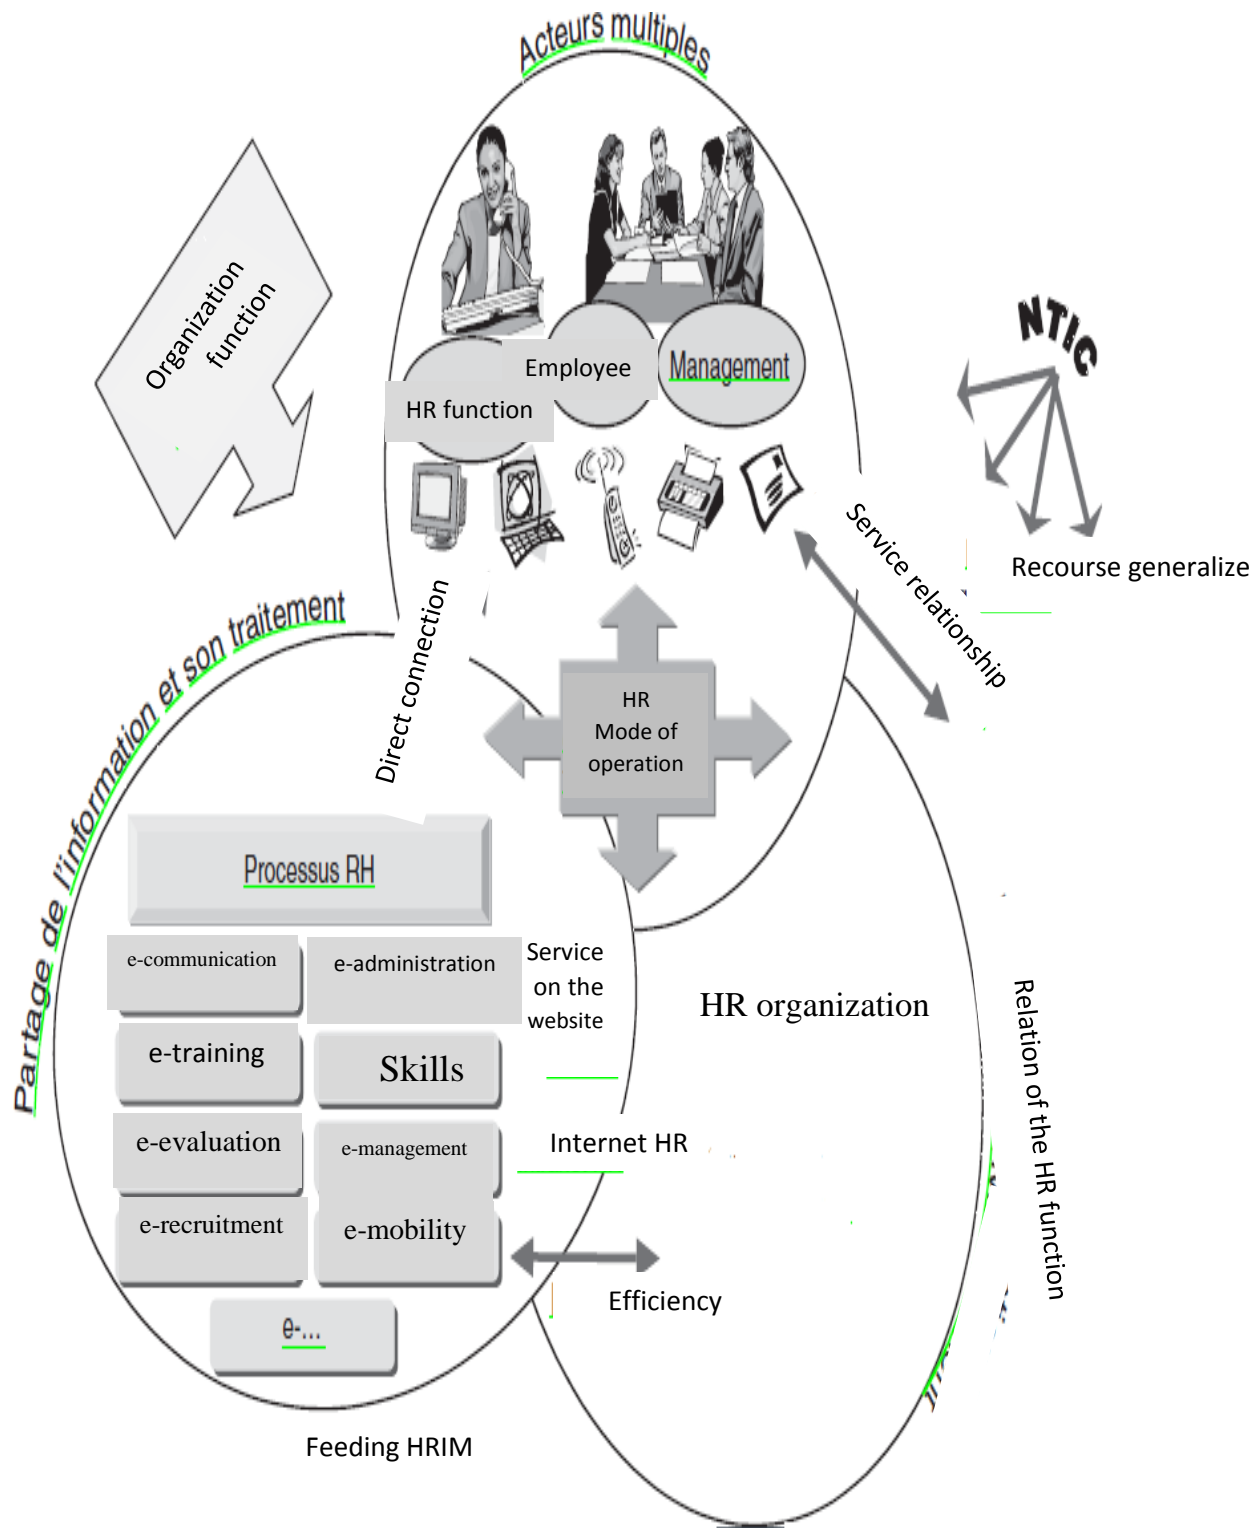 Acteurs multiples
Organization
function
NTIC
Employee
Management
HR function
Service relationship
Recourse generalize
Partage de l'information et son traitement
Direct connection
HR
Mode of
operation
Processus RH
e-communication
e-administration
Service
on the
website
HR organization
Relation of the HR function
e-training
Skills
e-evaluation
e-management
Internet HR
e-recruitment
e-mobility
Efficiency
e-...
Feeding HRIM